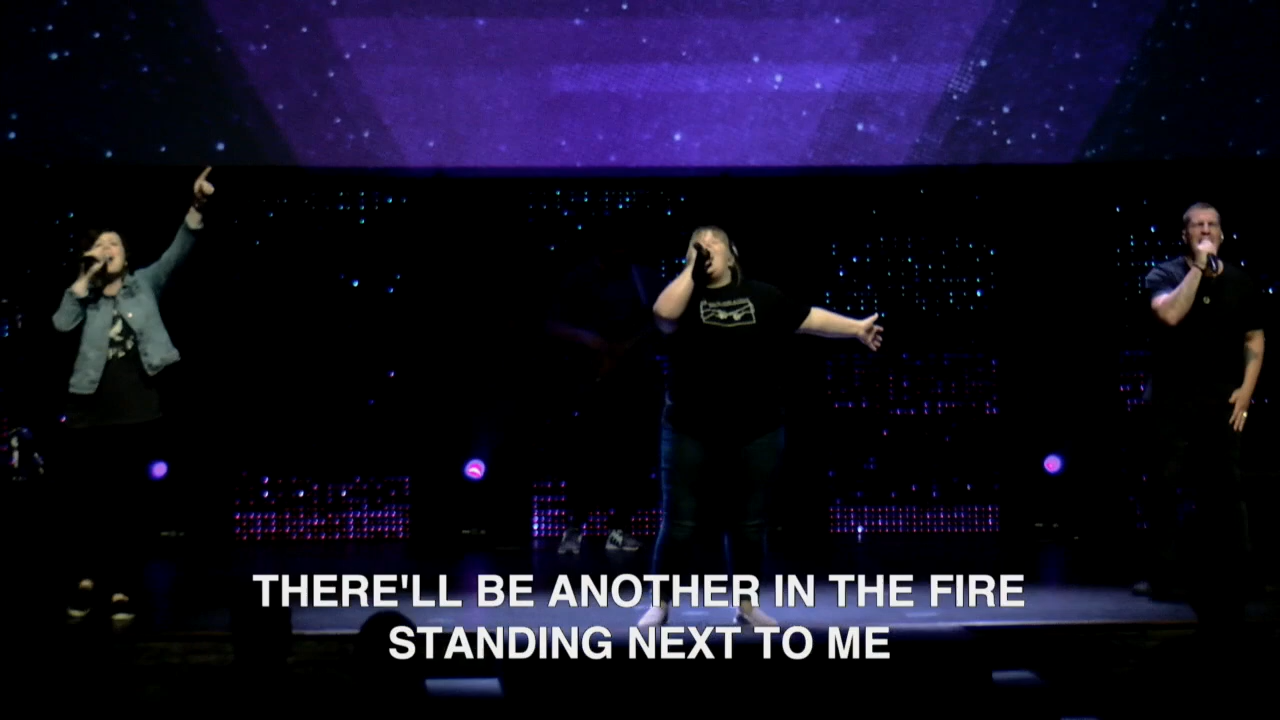 THERE'LL BE ANOTHER IN THE FIRE
STANDING NEXT TO ME